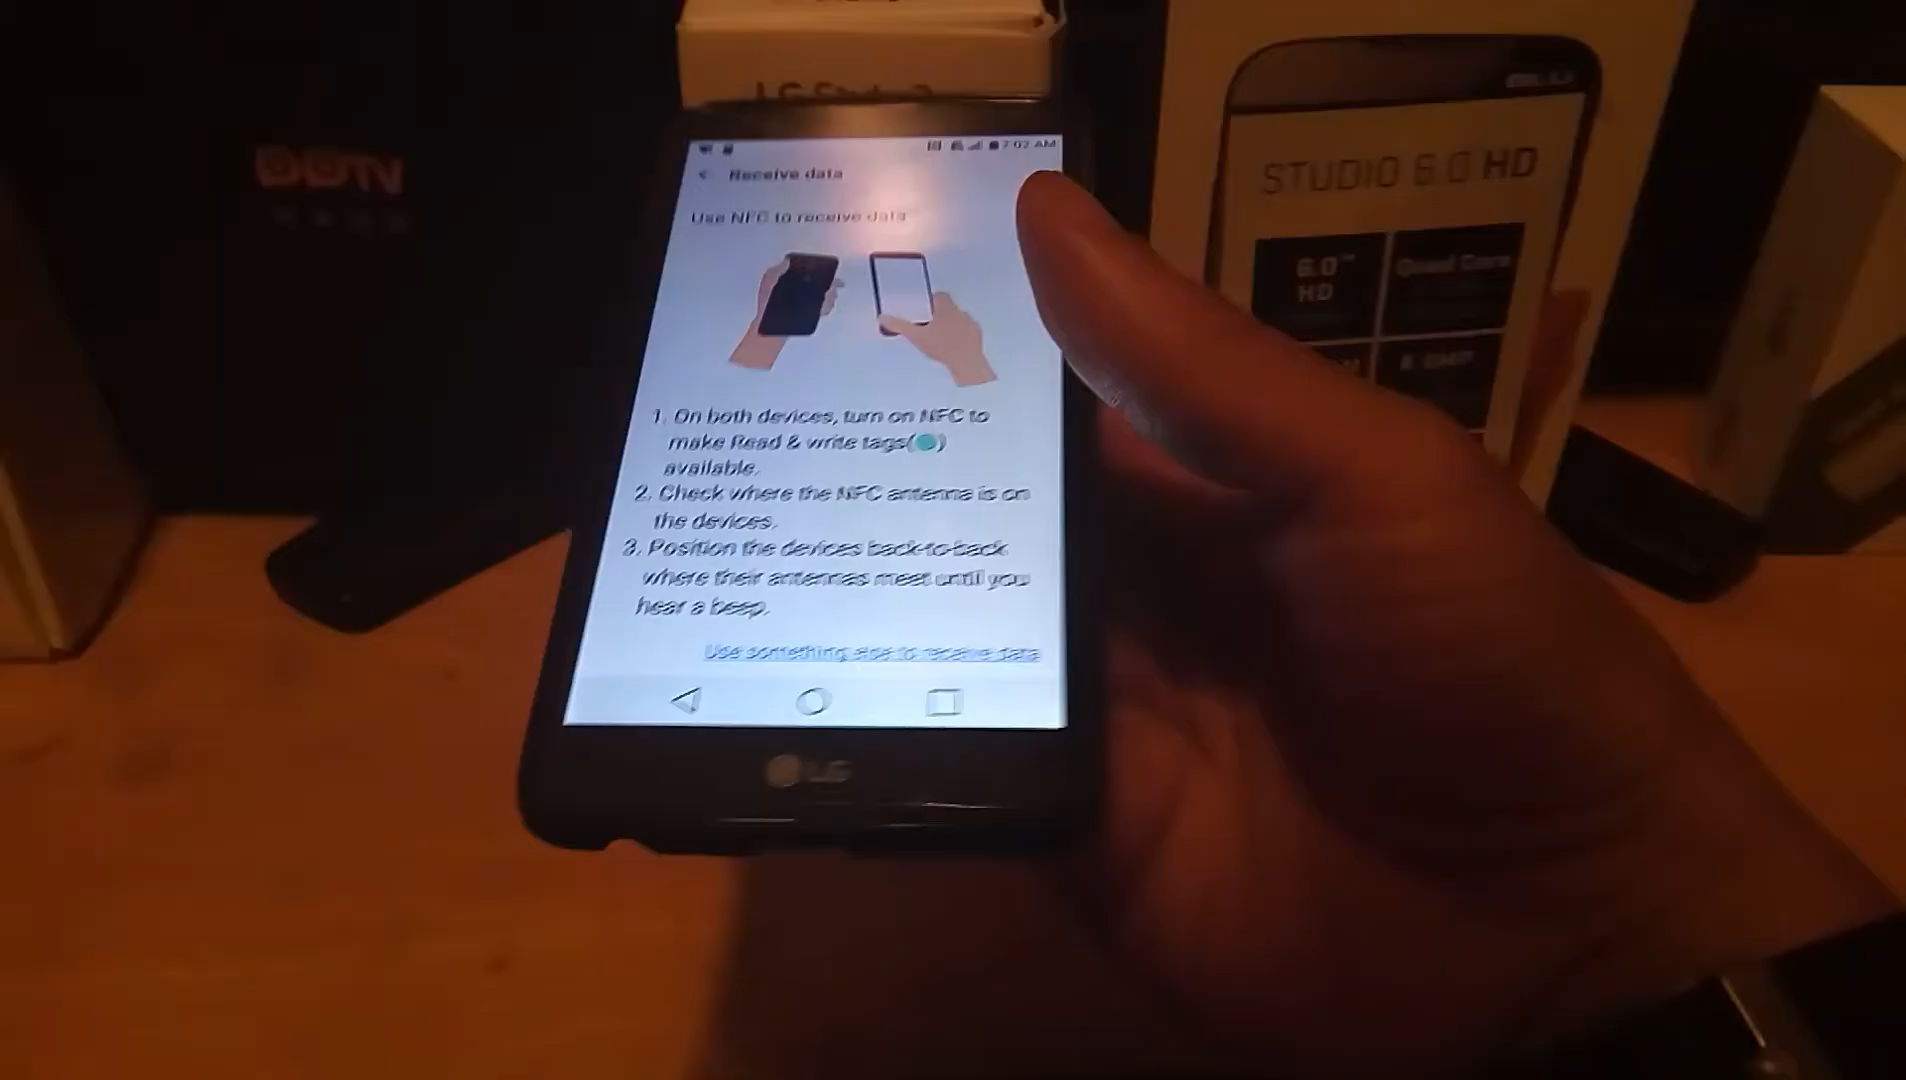 7:02 AM
Receive data
Use NFC to receive data
1. On both devices, turn on NFC to
make Read & write tags( )
available.
2. Check where the NFC antenna is on
the devices.
3. Position the devices back-to-back
where their antennas meet until you
hear a beep.
Use something else to receive data
LG
STUDIO 6.0 HD
6.0"
HD
Quad Core